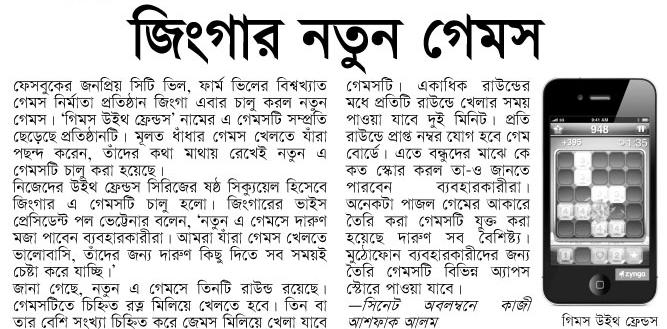 জিংগার নতুন গেমস
ফেসবুকের জনপ্রিয় সিটি ভিল, ফার্ম ভিলের বিশ্বখ্যাত
গেমস নির্মাতা প্রতিষ্ঠান জিংগা এবার চালু করল নতুন
গেমস। ‘গিমস উইথ ফ্রেন্ডস’ নামের এ গেমসটি সম্প্রতি
ছেড়েছে প্রতিষ্ঠানটি। মূলত ধাঁধার গেমস খেলতে যাঁরা
পছন্দ করেন, তাঁদের কথা মাথায় রেখেই নতুন এ
গেমসটি চালু করা হয়েছে।
নিজেদের উইথ ফ্রেন্ডস সিরিজের ষষ্ঠ সিক্যুয়েল হিসেবে
জিংগার এ গেমসটি চালু হলো। জিংগারের ভাইস
প্রেসিডেন্ট পল ভেট্টেনার বলেন, ‘নতুন এ গেমসে দারুণ
মজা পাবেন ব্যবহারকারীরা। আমরা যাঁরা গেমস খেলতে
ভালোবাসি, তাঁদের জন্য দারুণ কিছু দিতে সব সময়ই
চেষ্টা করে যাচ্ছি।’
জানা গেছে, নতুন এ গেমসে তিনটি রাউন্ড রয়েছে।
গেমসটিতে চিহ্নিত রত্ন মিলিয়ে খেলতে হবে। তিন বা
তার বেশি সংখ্যা চিহ্নিত করে জেমস মিলিয়ে খেলা যাবে
গেমসটি। একাধিক রাউন্ডের
মধ্যে প্রতিটি রাউন্ডে খেলার সময়
পাওয়া যাবে দুই মিনিট। প্রতি
রাউন্ডে প্রাপ্ত নম্বর যোগ হবে গেম
বোর্ডে। এতে বন্ধুদের মাঝে কে
কত স্কোর করল তা-ও জানতে
পারবেন ব্যবহারকারীরা।
অনেকটা পাজল গেমের আকারে
তৈরি করা গেমসটি যুক্ত করা
হয়েছে দারুণ সব বৈশিষ্ট্য।
মুঠোফোন ব্যবহারকারীদের জন্য
তৈরি গেমসটি বিভিন্ন অ্যাপস
স্টোরে পাওয়া যাবে।
—সিনেট অবলম্বনে কাজী
আশফাক আলম
9:41 AM
948
+395
1:35
zynga
গিমস উইথ ফ্রেন্ডস